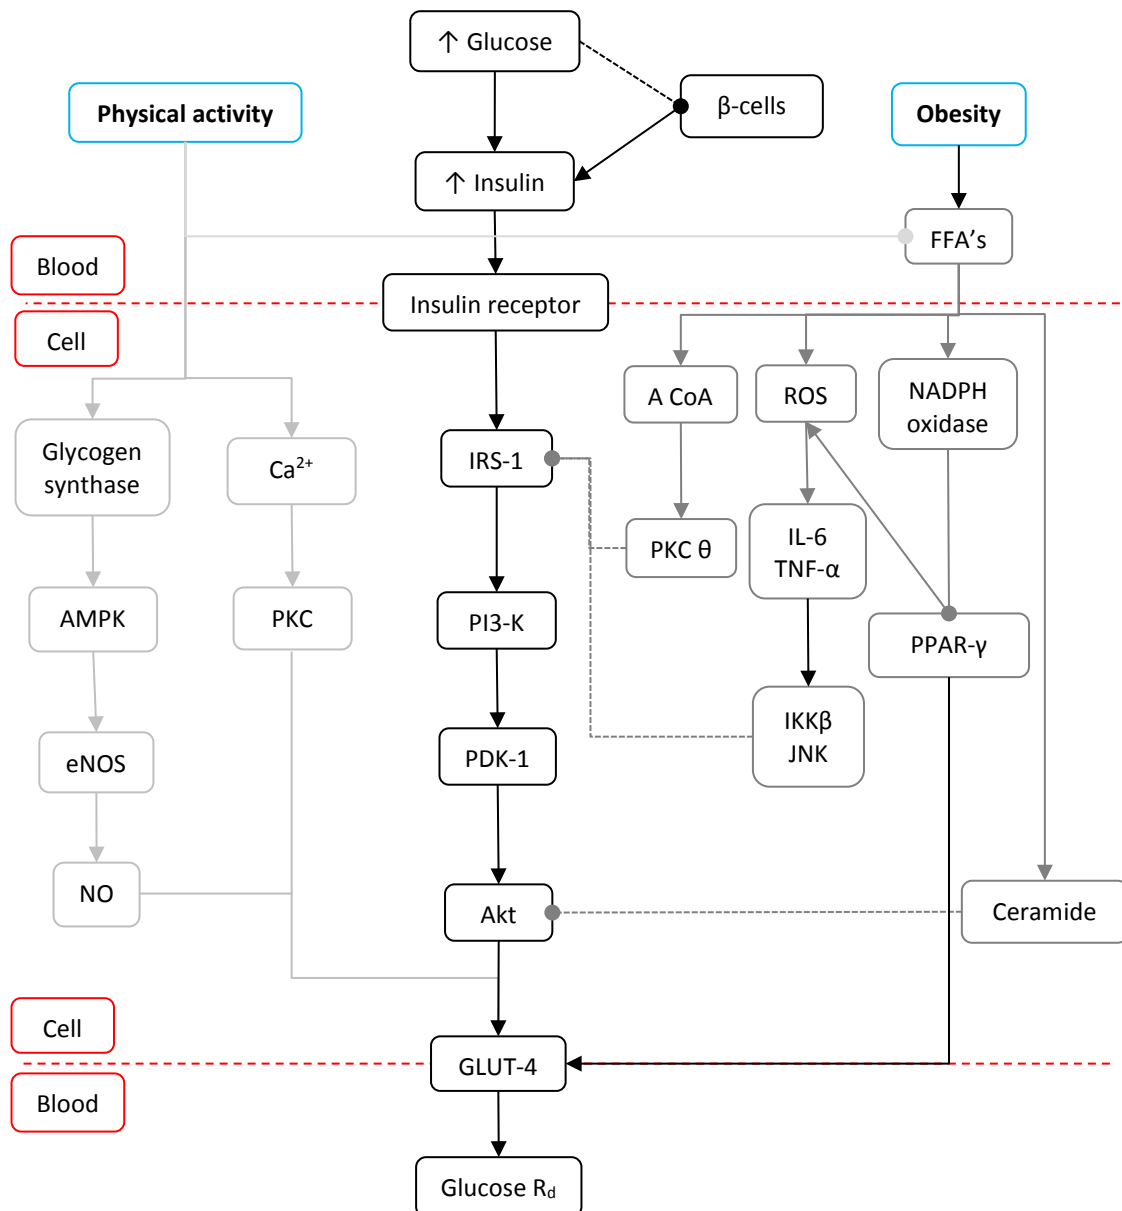 ↑ Glucose
Physical activity
β-cells
Obesity
↑ Insulin
FFA's
Blood
Insulin receptor
Cell
A CoA
ROS
NADPH
oxidase
Glycogen
synthase
Ca²⁺
IRS-1
PKC θ
IL-6
TNF-α
AMPK
PKC
PI3-K
PPAR-γ
eNOS
PDK-1
IKKβ
JNK
NO
Akt
Ceramide
Cell
GLUT-4
Blood
Glucose Rd